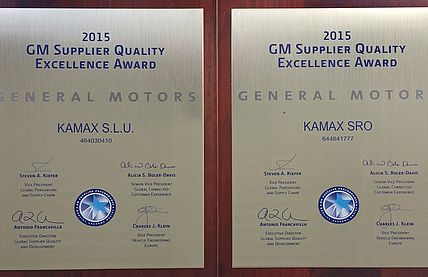 2015
GM SUPPLIER QUALITY
EXCELLENCE AWARD
GENERAL MOTORS
KAMAX S.L.U.
464030410
STEVEN A. KIEFER
VICE PRESIDENT
GLOBAL PURCHASING
AND SUPPLY CHAIN
ALICIA S. BOLER-DAVIS
SENIOR VICE PRESIDENT
GLOBAL CONNECTED
CUSTOMER EXPERIENCE
ANTONIO FRANCAVILLA
EXECUTIVE DIRECTOR
GLOBAL SUPPLIER QUALITY
AND DEVELOPMENT
CHARLES J. KLEIN
VICE PRESIDENT
VEHICLE ENGINEERING
EUROPE
2015
GM SUPPLIER QUALITY
EXCELLENCE AWARD
GENERAL MOTORS
KAMAX SRO
644841777
STEVEN A. KIEFER
VICE PRESIDENT
GLOBAL PURCHASING
AND SUPPLY CHAIN
ALICIA S. BOLER-DAVIS
SENIOR VICE PRESIDENT
GLOBAL CONNECTED
CUSTOMER EXPERIENCE
ANTONIO FRANCAVILLA
EXECUTIVE DIRECTOR
GLOBAL SUPPLIER QUALITY
AND DEVELOPMENT
CHARLES J. KLEIN
VICE PRESIDENT
VEHICLE ENGINEERING
EUROPE